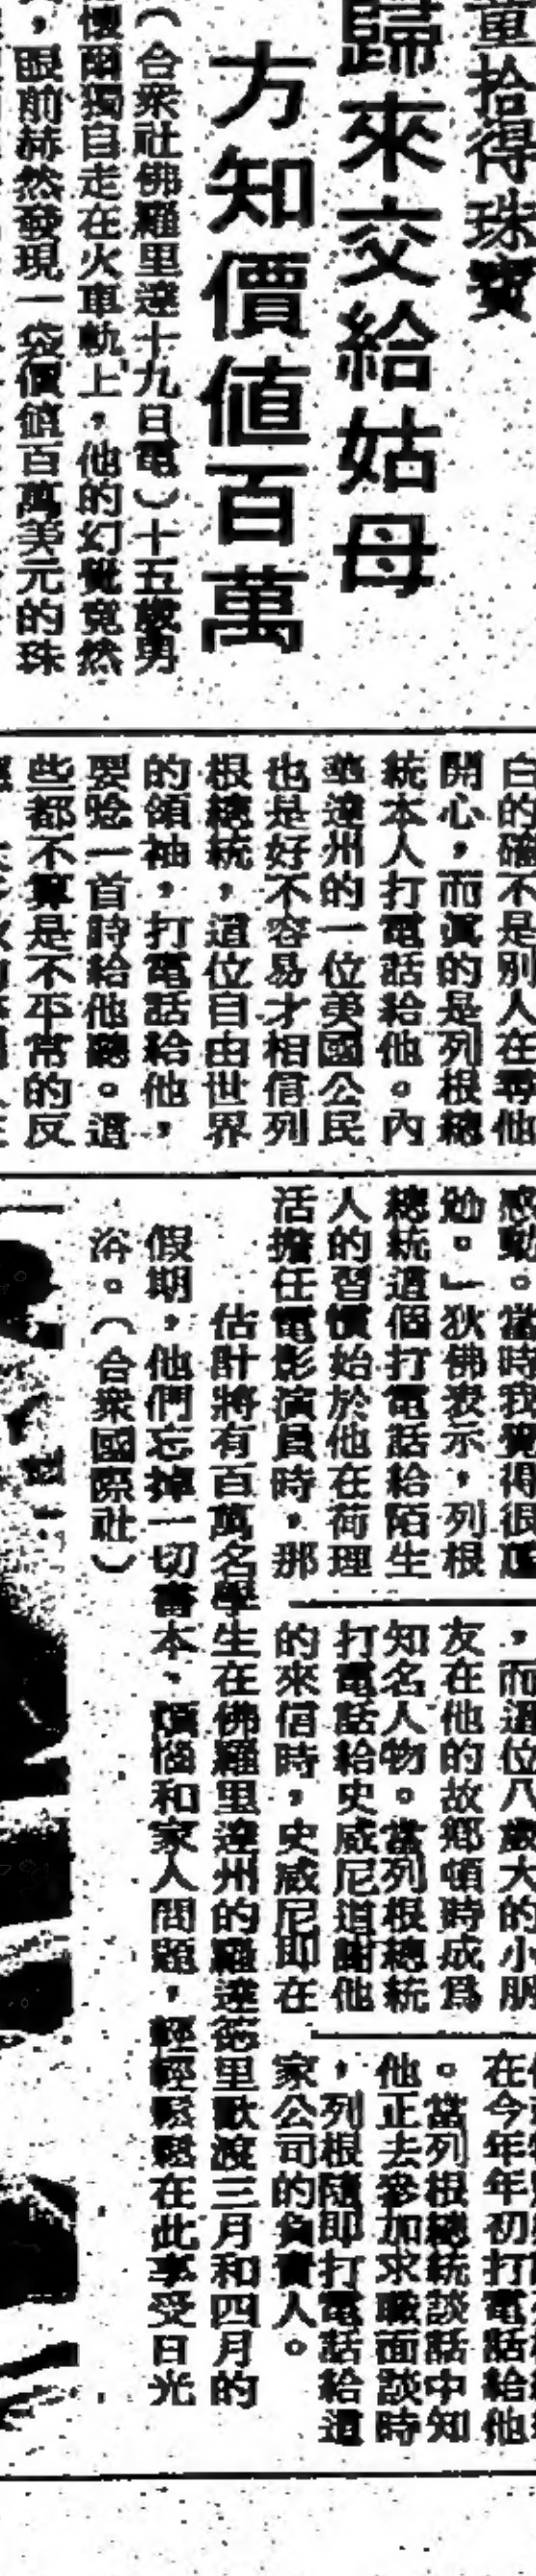 童拾得珠寶
歸來交給姑母
方知價值百萬
（合衆社佛羅里達十九日電）十五歲男
懷爾獨自走在火車軌上，他的幻覺竟然
，眼前赫然發現一袋價值百萬美元的珠
白的確不是別人在尋他
開心，而眞的是列根總
統本人打電話給他。內
華達州的一位美國公民
也是好不容易才相信列
根總統，這位自由世界
的領袖，打電話給他，
要唸一首詩給他聽。這
些都不算是不平常的反
感動。當時我覺得很
勉。」狄佛表示，列根
總統這個打電話給陌生
人的習慣始於他在荷理
活擔任電影演員時，那
，而這位八歲大的小朋
友在他的故鄉頓時成爲
知名人物。當列根總統
打電話給史威尼道謝他
的來信時，史威尼即在
在今年年初打電話給他
。當列根總統談話中知
他正去參加求職面談時
，列根隨即打電話給這
家公司的負責人。
估計將有百萬名學生在佛羅里達州的羅達德里歡渡三月和四月的
假期，他們忘掉一切書本、煩惱和家人問題，輕輕鬆鬆在此享受日光
浴。（合衆國際社）